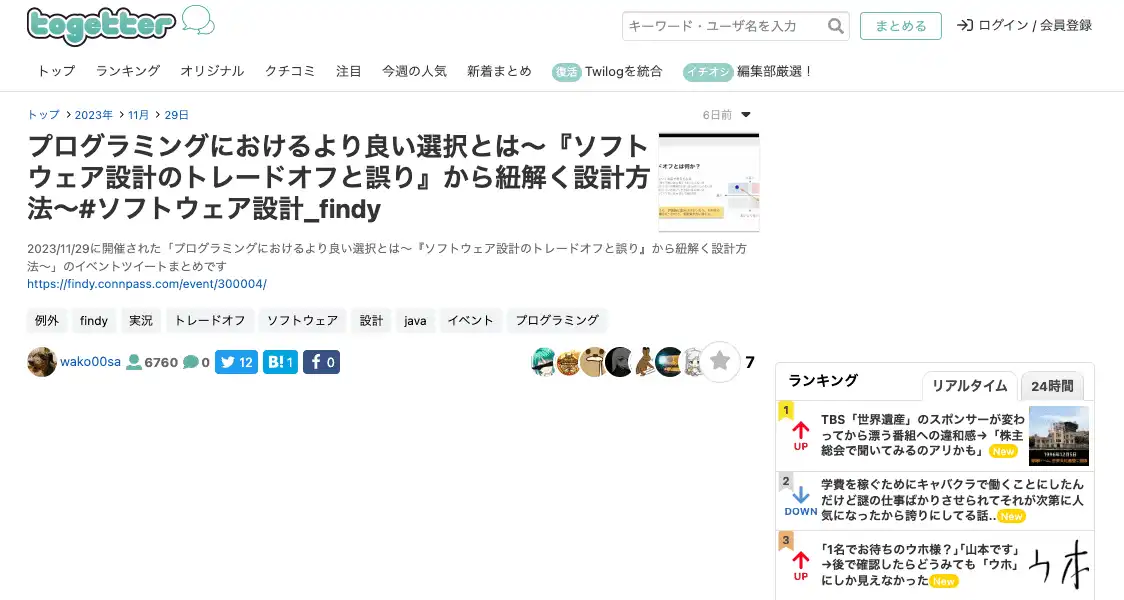 togetter
キーワード・ユーザ名を入力
まとめる
ログイン / 会員登録
トップ ランキング オリジナル クチコミ 注目 今週の人気 新着まとめ 復活 Twilogを統合 イチオシ 編集部厳選！
トップ 2023年 11月 29日
6日前
プログラミングにおけるより良い選択とは〜『ソフト
ウェア設計のトレードオフと誤り』から紐解く設計方
法〜#ソフトウェア設計_findy
ドオフとは何か？
2023/11/29に開催された「プログラミングにおけるより良い選択とは〜『ソフトウェア設計のトレードオフと誤り』から紐解く設計方
法〜」のイベントツイートまとめです
https://findy.connpass.com/event/300004/
例外 findy 実況 トレードオフ ソフトウェア 設計 java イベント プログラミング
wako00sa 6760 0 12 B! 1 f 0
7
ランキング リアルタイム 24時間
1
UP
TBS「世界遺産」のスポンサーが変わ
ってから漂う番組への違和感→「株主
総会で聞いてみるのアリかも」 New
1996年12月5日
2
DOWN
学費を稼ぐためにキャバクラで働くことにしたん
だけど謎の仕事ばかりさせられてそれが次第に人
気になったから誇りにしてる話.. New
3
UP
「1名でお待ちのウホ様？」「山本です」
→後で確認したらどうみても「ウホ」
にしか見えなかった New
ウホ